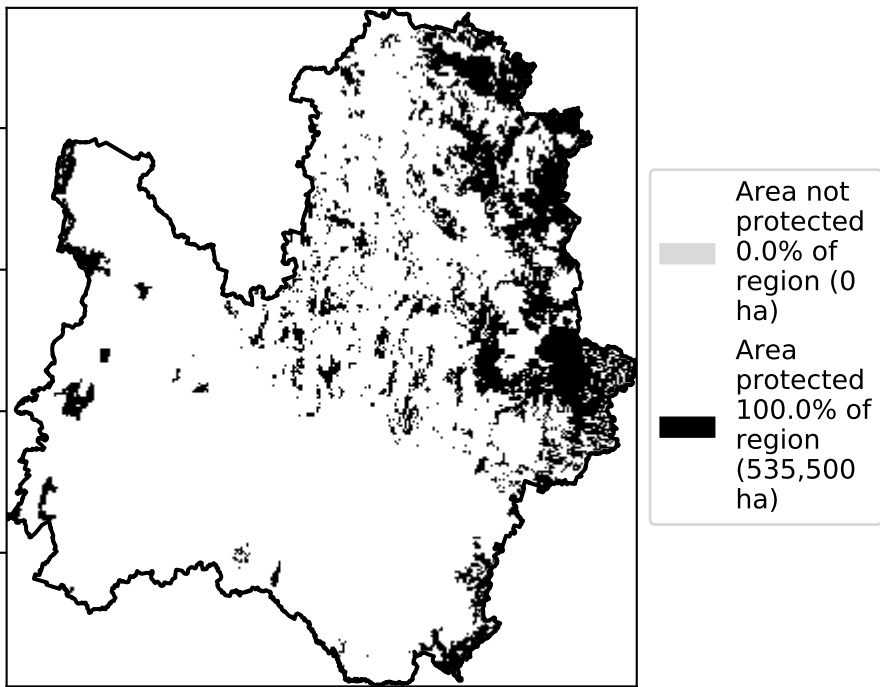 Area not
protected
0.0% of
region (0
ha)
Area
protected
100.0% of
region
(535,500
ha)